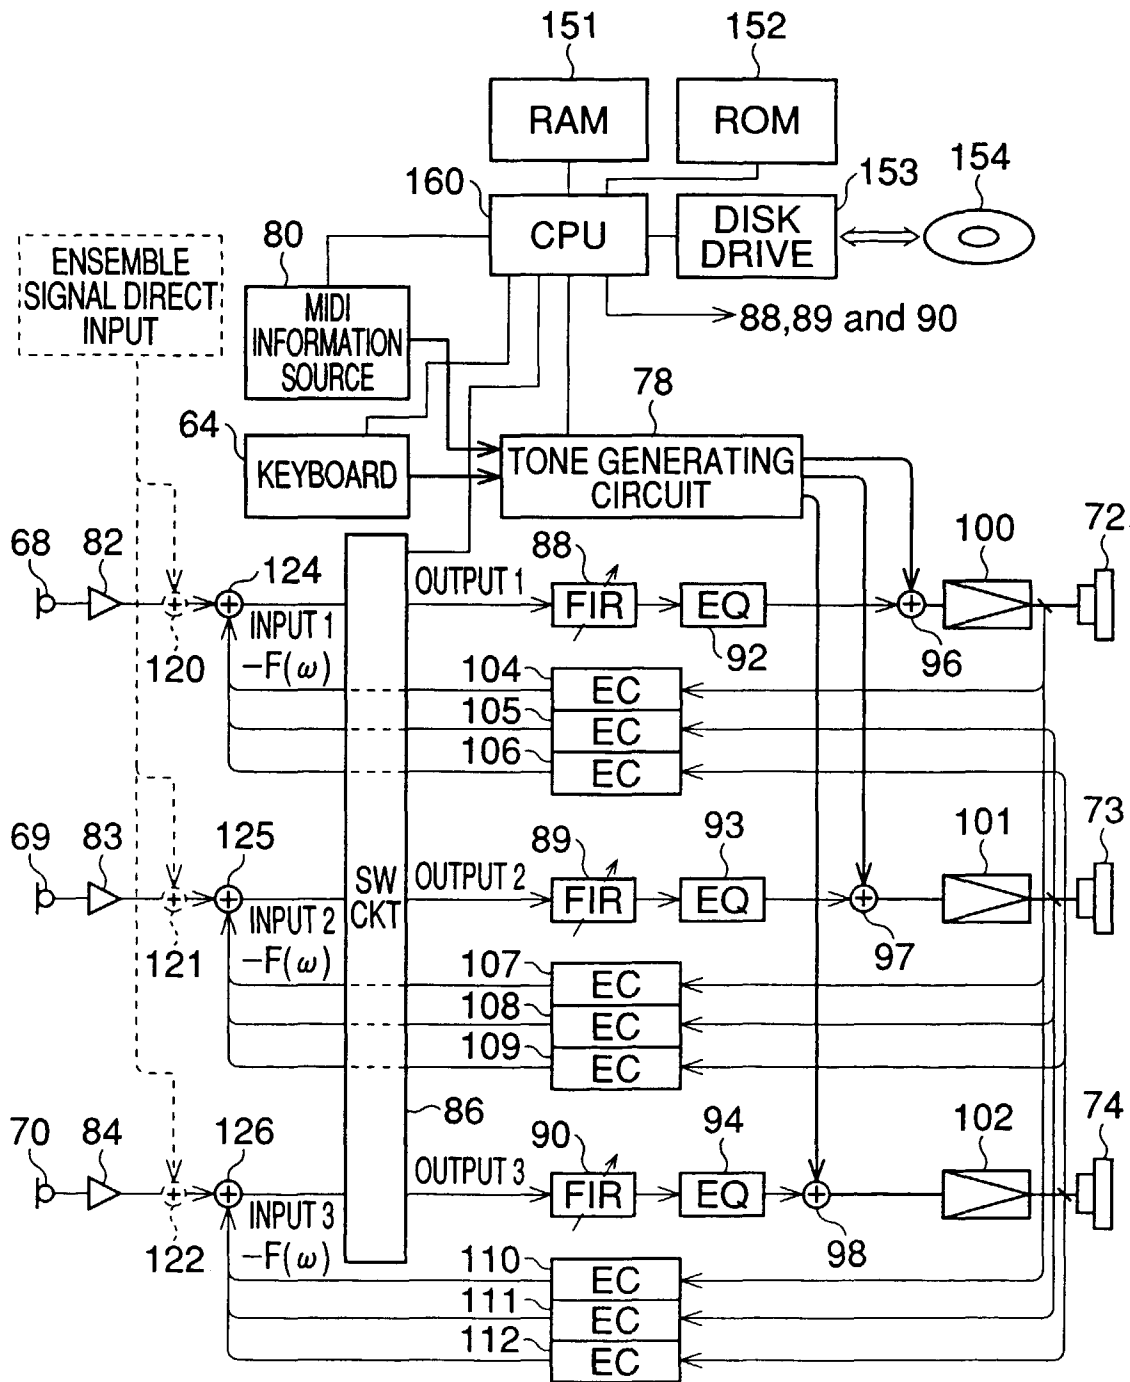 151
152
RAM
ROM
160
153
154
CPU
DISK
DRIVE
ENSEMBLE
SIGNAL DIRECT
INPUT
80
MIDI
INFORMATION
SOURCE
88,89 and 90
64
KEYBOARD
78
TONE GENERATING
CIRCUIT
68
82
124
OUTPUT 1
88
FIR
EQ
100
72
120
INPUT 1
−F(ω)
92
96
104
EC
105
EC
106
EC
69
83
125
SW
CKT
OUTPUT 2
89
FIR
93
EQ
101
73
121
INPUT 2
−F(ω)
97
107
EC
108
EC
109
EC
86
70
84
126
OUTPUT 3
90
FIR
94
EQ
102
74
122
INPUT 3
−F(ω)
98
110
EC
111
EC
112
EC